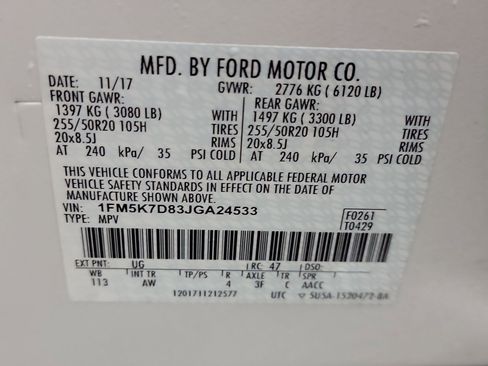 MFD. BY FORD MOTOR CO.
DATE: 11/17 GVWR: 2776 KG ( 6120 LB)
FRONT GAWR: REAR GAWR:
1397 KG ( 3080 LB) WITH 1497 KG ( 3300 LB) WITH
255/50R20 105H TIRES 255/50R20 105H TIRES
20x8.5J RIMS 20x8.5J RIMS
AT 240 kPa/ 35 PSI COLD AT 240 kPa/ 35 PSI COLD
THIS VEHICLE CONFORMS TO ALL APPLICABLE FEDERAL MOTOR
VEHICLE SAFETY AND THEFT PREVENTION STANDARDS IN EFFECT ON THE
DATE OF MANUFACTURE SHOWN ABOVE.
VIN: 1FM5K7D83JGA24533 F0261
TYPE: MPV T0429
EXT PNT: UG RC: 47 DSO:
WB INT TR TP/PS R AXLE TR SPR
113 AW 4 3F C AACC
1201711212577 UTC 5U5A-1520472-BA